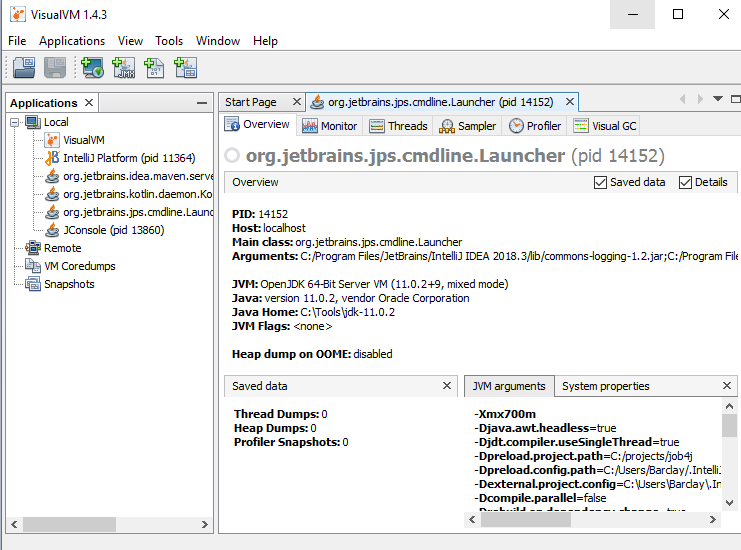 VisualVM 1.4.3
File Applications View Tools Window Help
Applications
Local
VisualVM
IntelliJ Platform (pid 11364)
org.jetbrains.idea.maven.serve
org.jetbrains.kotlin.daemon.Ko
org.jetbrains.jps.cmdline.Launc
JConsole (pid 13860)
Remote
VM Coredumps
Snapshots
Start Page org.jetbrains.jps.cmdline.Launcher (pid 14152)
Overview Monitor Threads Sampler Profiler Visual GC
org.jetbrains.jps.cmdline.Launcher (pid 14152)
Overview Saved data Details
PID: 14152
Host: localhost
Main class: org.jetbrains.jps.cmdline.Launcher
Arguments: C:/Program Files/JetBrains/IntelliJ IDEA 2018.3/lib/commons-logging-1.2.jar;C:/Program File
JVM: OpenJDK 64-Bit Server VM (11.0.2+9, mixed mode)
Java: version 11.0.2, vendor Oracle Corporation
Java Home: C:\Tools\jdk-11.0.2
JVM Flags: <none>
Heap dump on OOME: disabled
Saved data
Thread Dumps: 0
Heap Dumps: 0
Profiler Snapshots: 0
JVM arguments System properties
-Xmx700m
-Djava.awt.headless=true
-Djdt.compiler.useSingleThread=true
-Dpreload.project.path=C:/projects/job4j
-Dpreload.config.path=C:/Users/Barclay/.IntelliJ
-Dexternal.project.config=C:\Users\Barclay\.Int
-Dcompile.parallel=false
-Drebuild.on.dependency.change=true